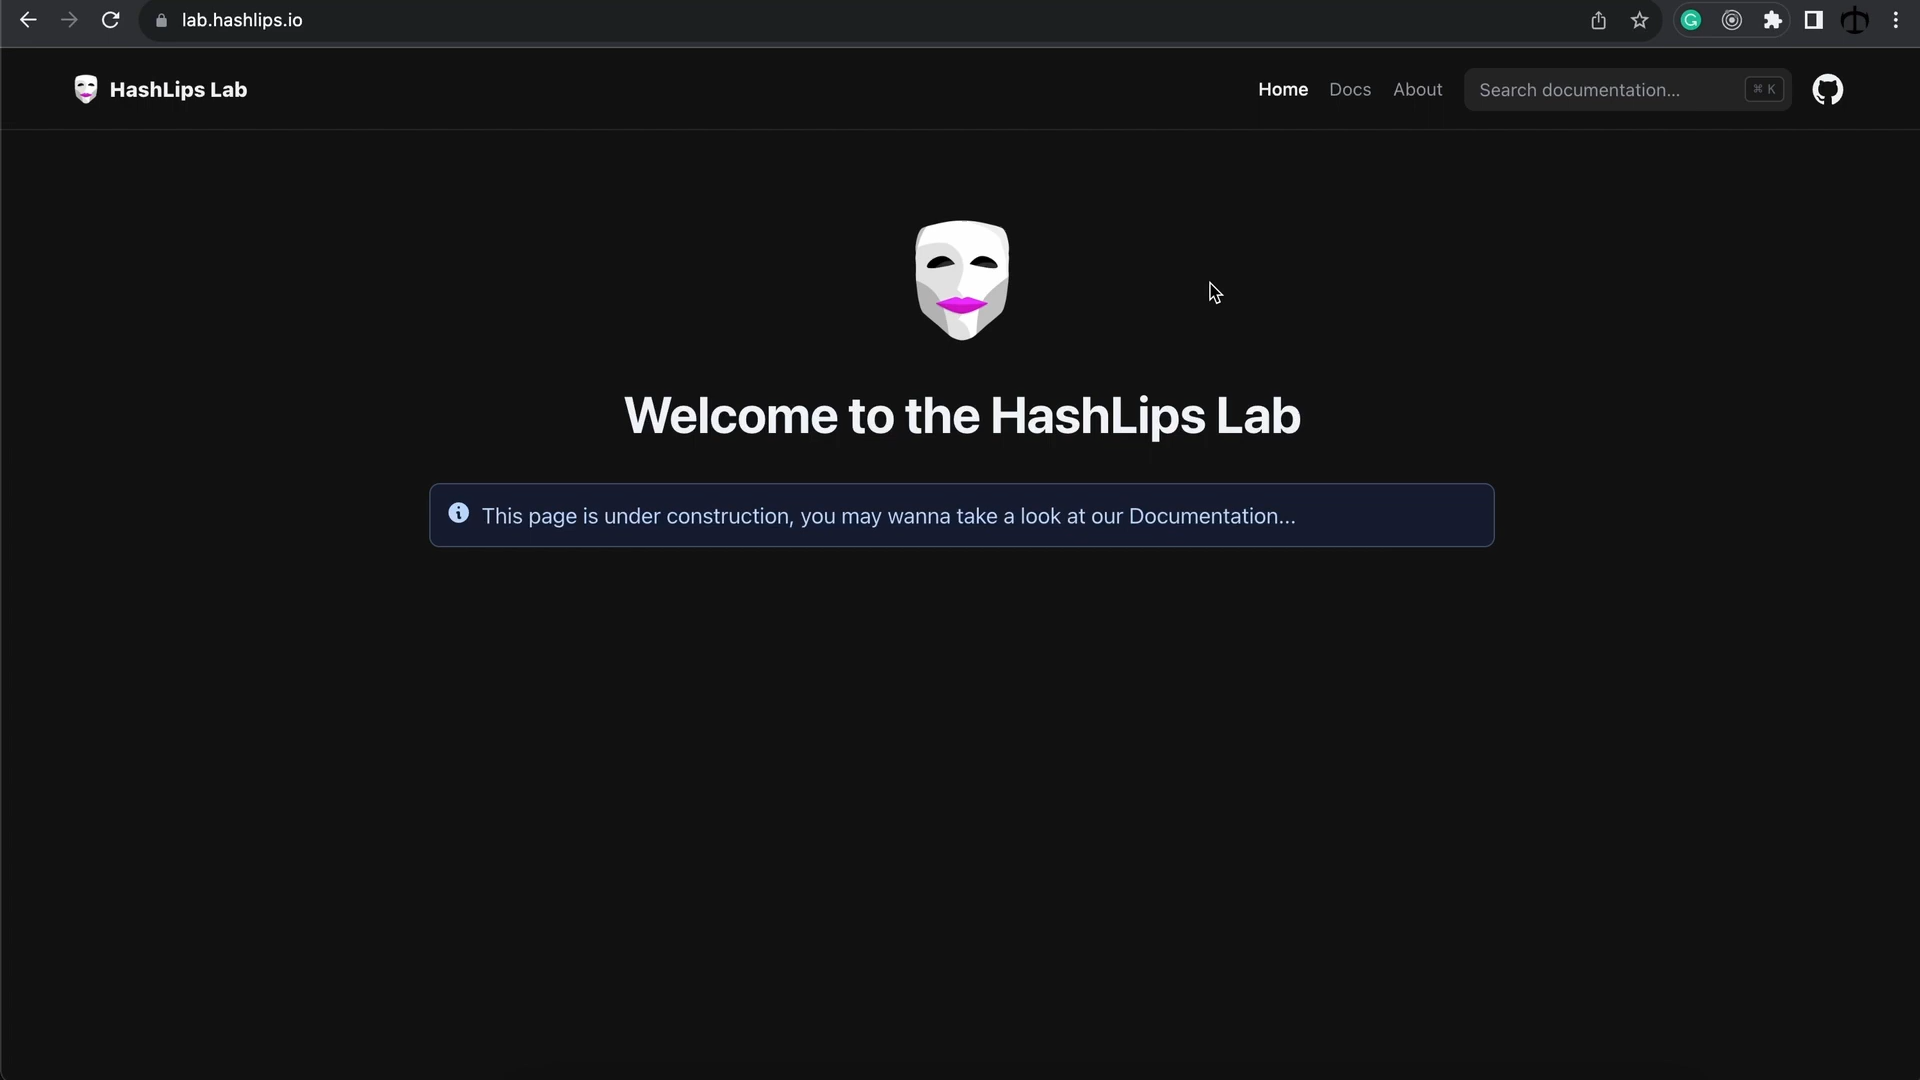 lab.hashlips.io
HashLips Lab
Home
Docs
About
Search documentation...
⌘ K
Welcome to the HashLips Lab
This page is under construction, you may wanna take a look at our Documentation...